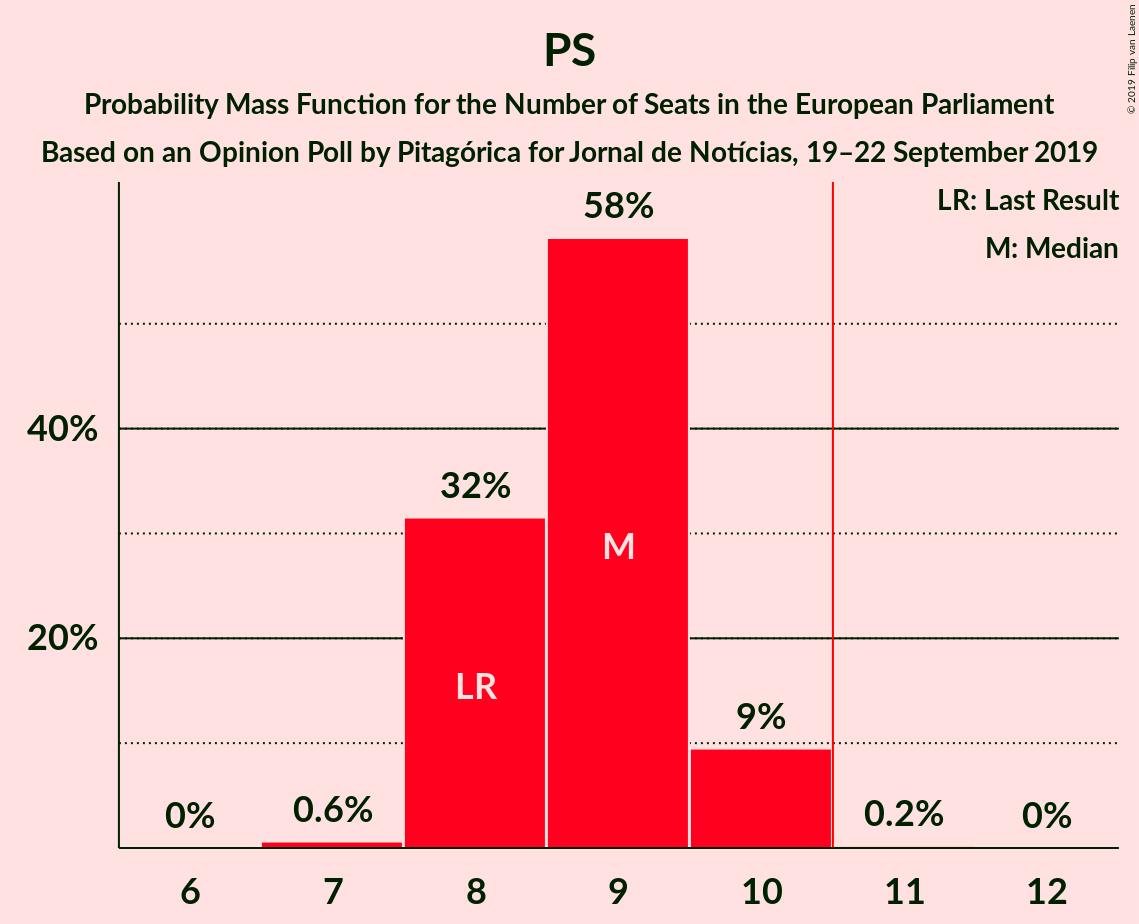 PS
Probability Mass Function for the Number of Seats in the European Parliament
Based on an Opinion Poll by Pitagórica for Jornal de Notícias, 19–22 September 2019
© 2019 Filip van Laenen
LR: Last Result
M: Median
58%
40%
32%
M
20%
LR
9%
0%
0.6%
0.2%
0%
6
7
8
9
10
11
12